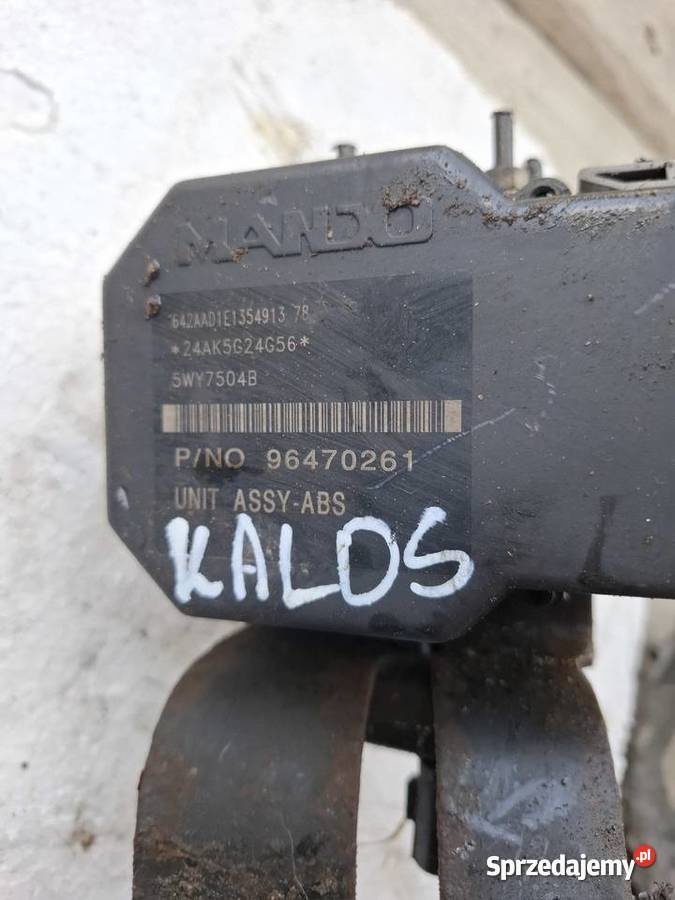 MANDO
642AAD1E1354913 78
*24AK5G24G56*
5WY7504B
P/NO 96470261
UNIT ASSY-ABS
KALOS
Sprzedajemy.pl